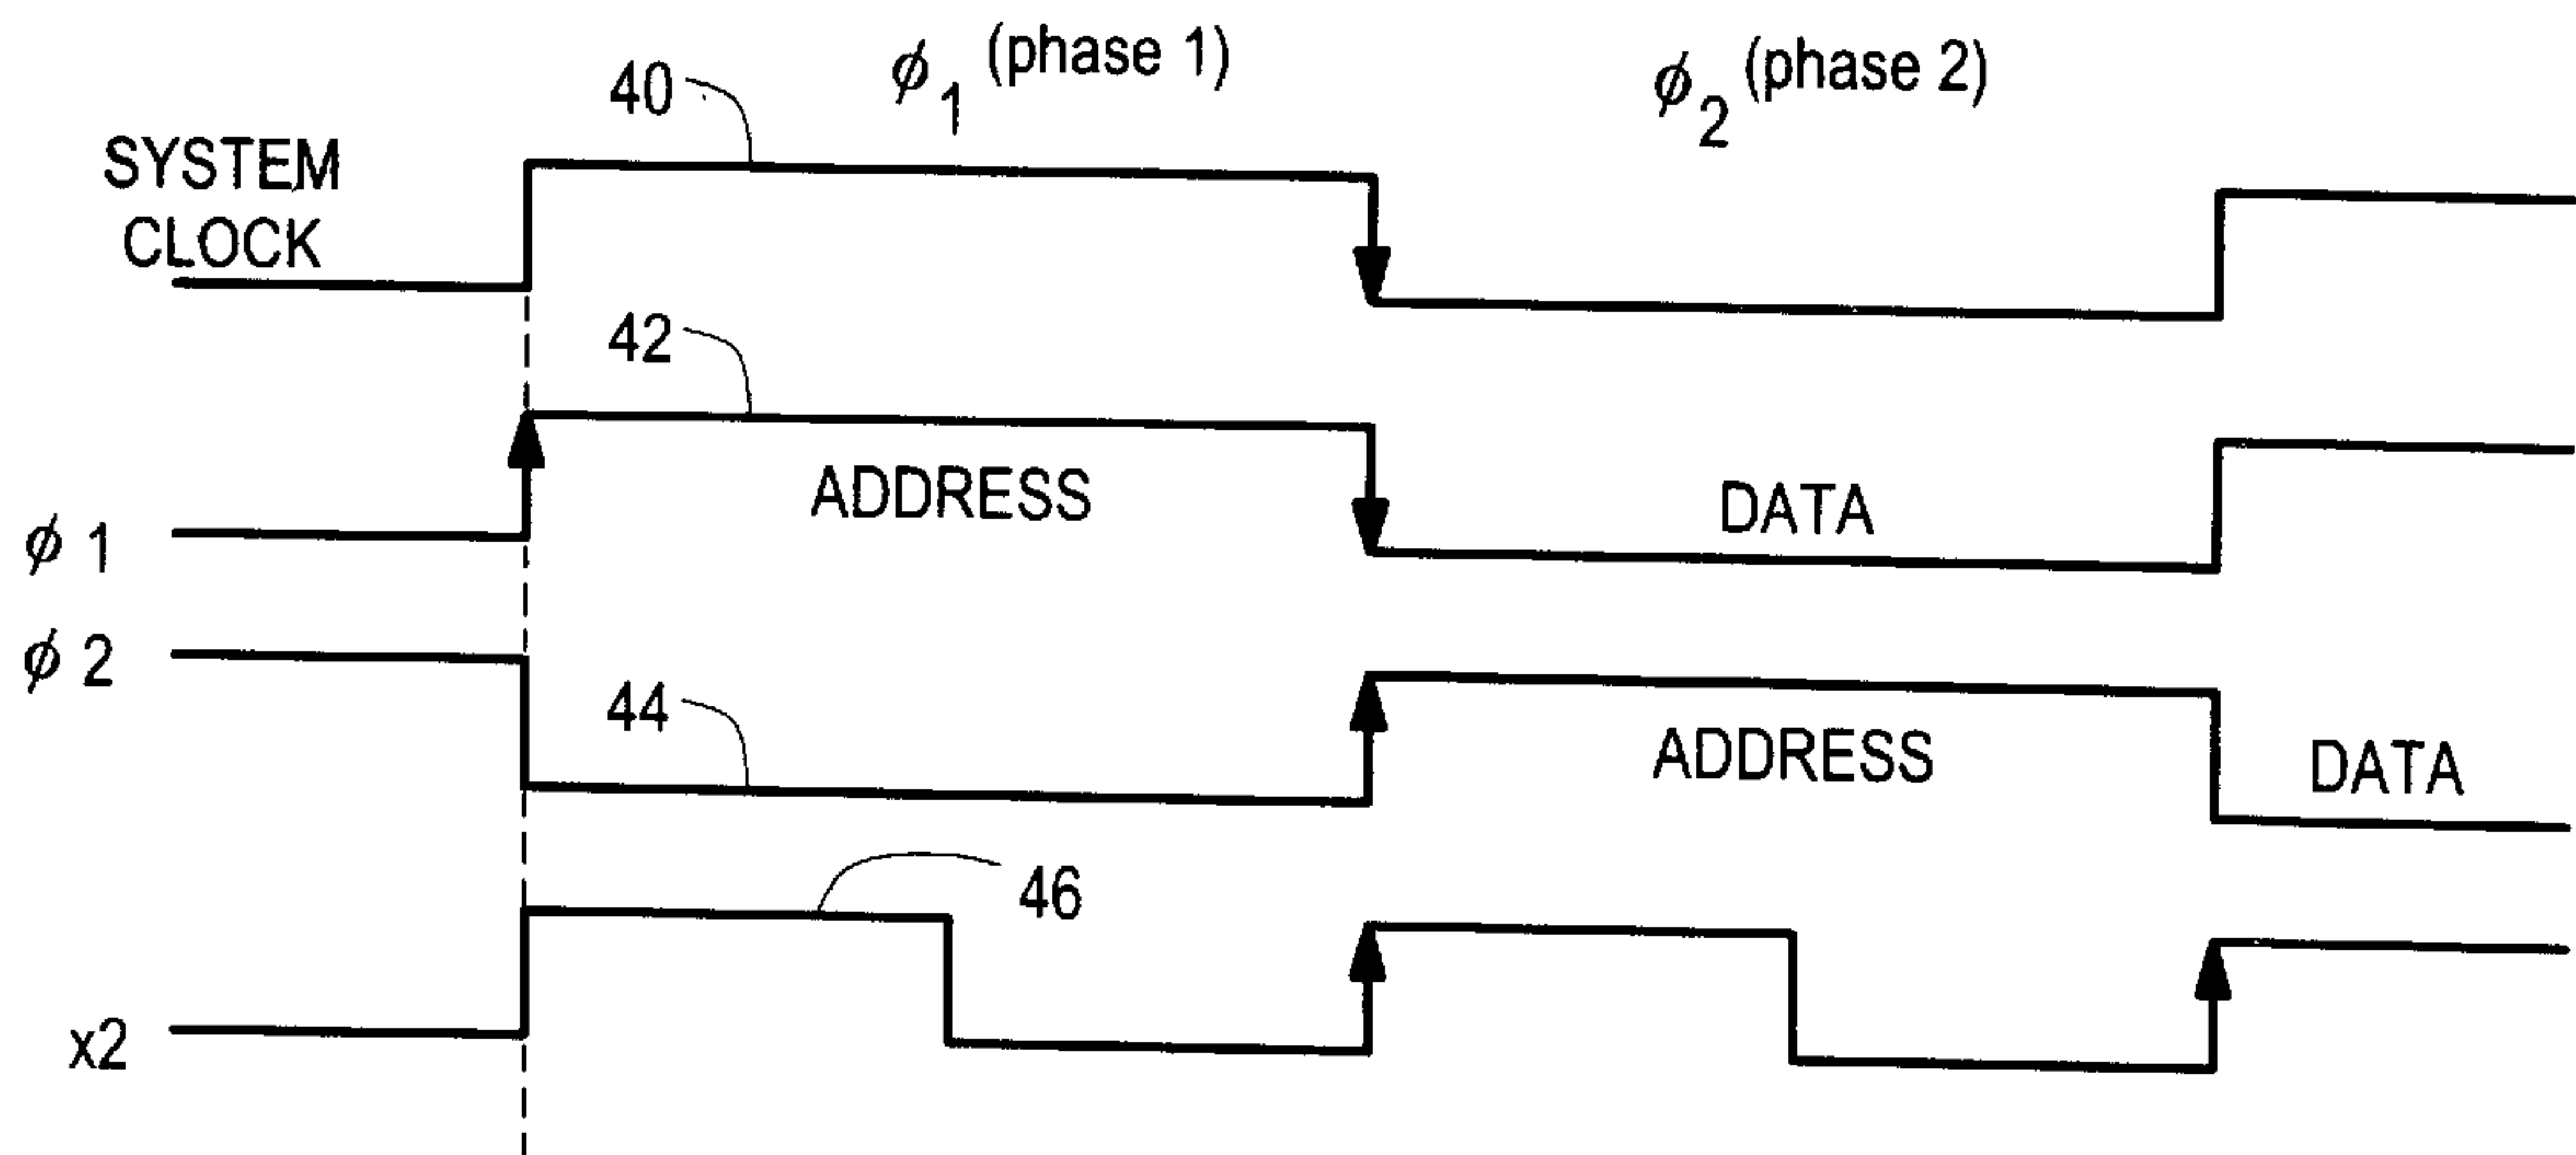 ϕ1 (phase 1)
ϕ2 (phase 2)
40
SYSTEM
CLOCK
42
ADDRESS
DATA
ϕ 1
ϕ 2
44
ADDRESS
DATA
46
x2